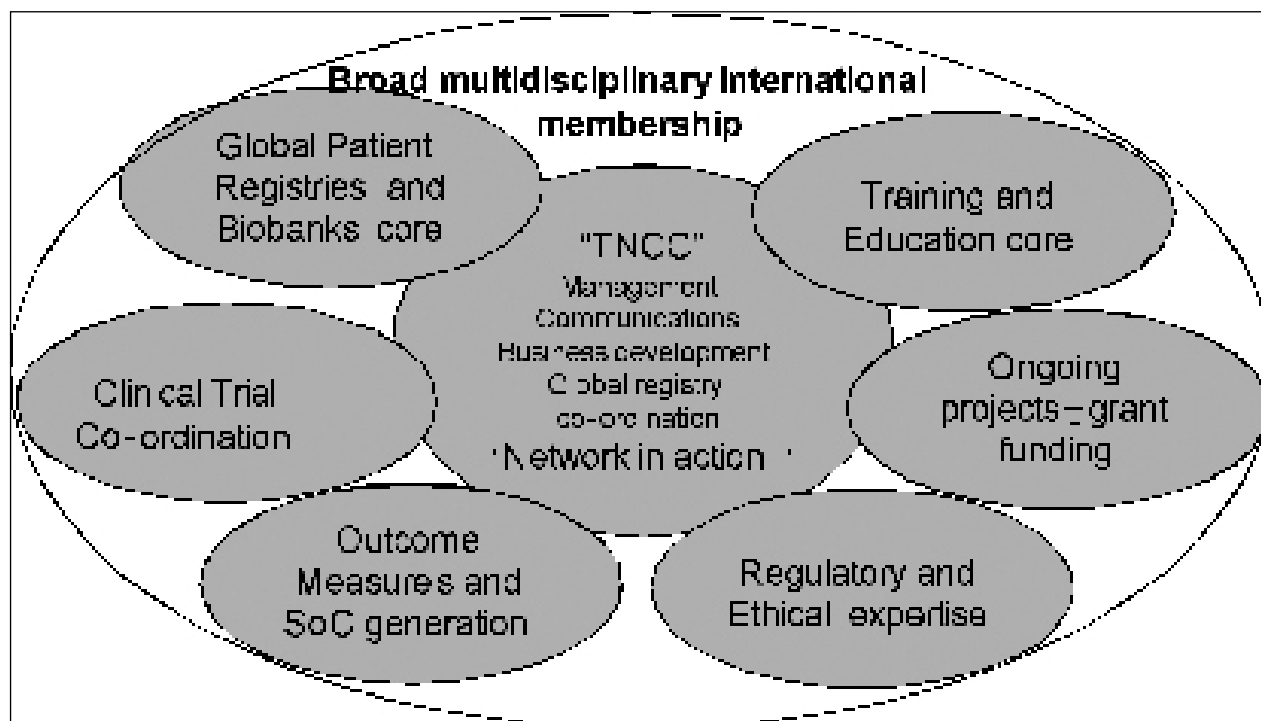 Broad multidisciplinary international
membership
Global Patient
Registries and
Biobanks core
Training and
Education core
"TNCC"
Management
Communications
Business development
Global registry
co-ordination
'Network in action '
Clinical Trial
Co-ordination
Ongoing
projects–grant
funding
Outcome
Measures and
SoC generation
Regulatory and
Ethical expertise